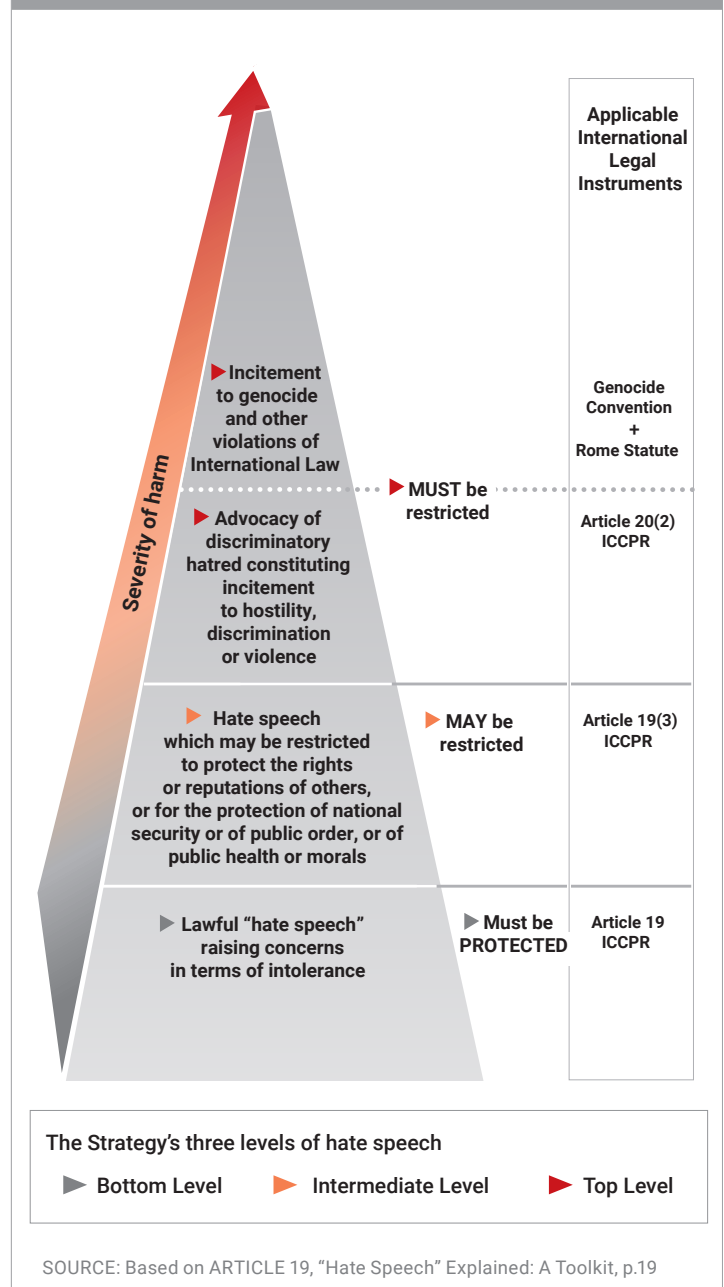 Applicable
International
Legal
Instruments
Severity of harm
▶ Incitement
to genocide
and other
violations of
International Law
Genocide
Convention
+
Rome Statute
▶ MUST be
restricted
▶ Advocacy of
discriminatory
hatred constituting
incitement
to hostility,
discrimination
or violence
Article 20(2)
ICCPR
▶ Hate speech
which may be restricted
to protect the rights
or reputations of others,
or for the protection of national
security or of public order, or of
public health or morals
▶ MAY be
restricted
Article 19(3)
ICCPR
▶ Lawful “hate speech”
raising concerns
in terms of intolerance
▶ Must be
PROTECTED
Article 19
ICCPR
The Strategy’s three levels of hate speech
▶ Bottom Level ▶ Intermediate Level ▶ Top Level
SOURCE: Based on ARTICLE 19, “Hate Speech” Explained: A Toolkit, p.19